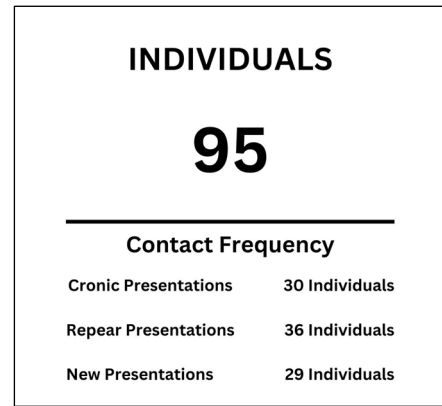 INDIVIDUALS
95
Contact Frequency
Cronic Presentations 30 Individuals
Repear Presentations 36 Individuals
New Presentations 29 Individuals